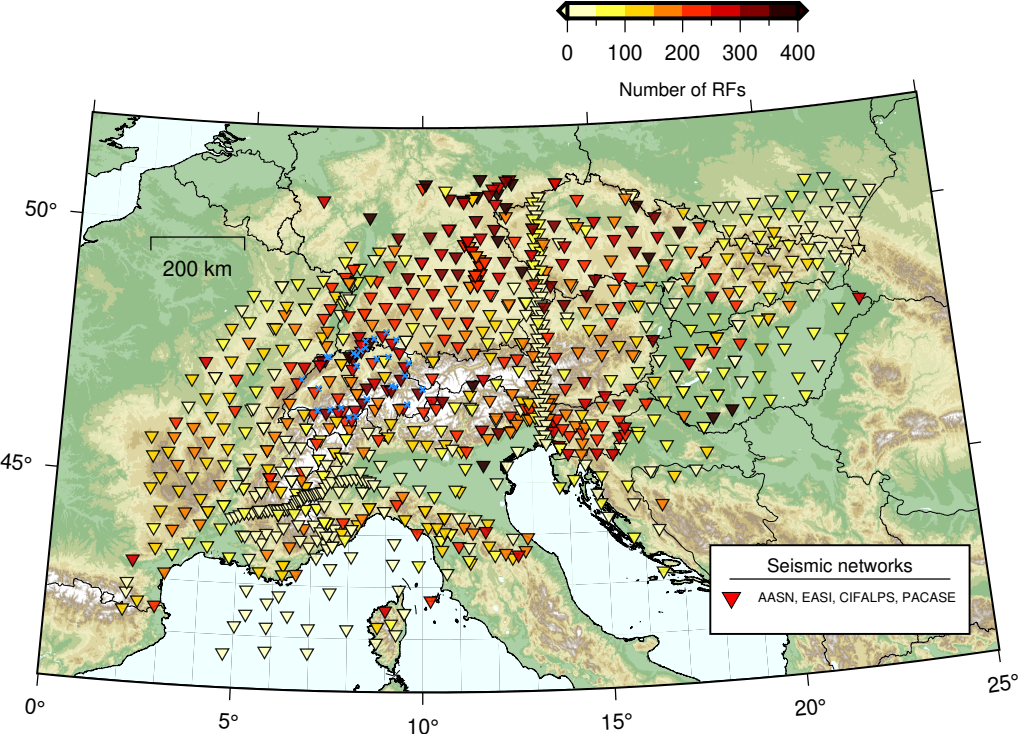 0 100 200 300 400
Number of RFs
50°
200 km
45°
Seismic networks
AASN, EASI, CIFALPS, PACASE
0° 5° 10° 15° 20° 25°